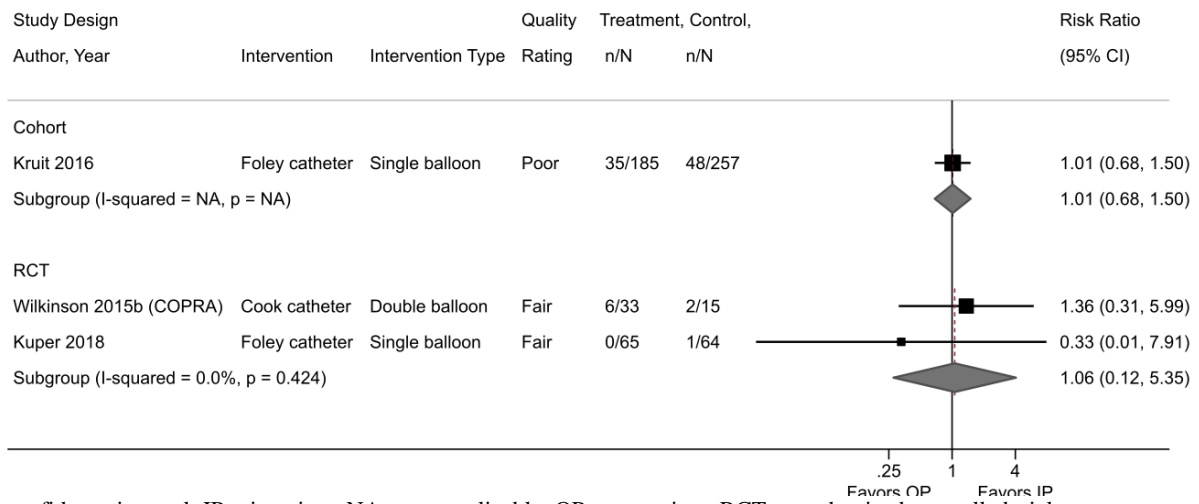 Study Design Quality Treatment, Control, Risk Ratio
Author, Year Intervention Intervention Type Rating n/N n/N (95% CI)
Cohort
Kruit 2016 Foley catheter Single balloon Poor 35/185 48/257 1.01 (0.68, 1.50)
Subgroup (I-squared = NA, p = NA) 1.01 (0.68, 1.50)
RCT
Wilkinson 2015b (COPRA) Cook catheter Double balloon Fair 6/33 2/15 1.36 (0.31, 5.99)
Kuper 2018 Foley catheter Single balloon Fair 0/65 1/64 0.33 (0.01, 7.91)
Subgroup (I-squared = 0.0%, p = 0.424) 1.06 (0.12, 5.35)
.25 1 4
Favors OP Favors IP